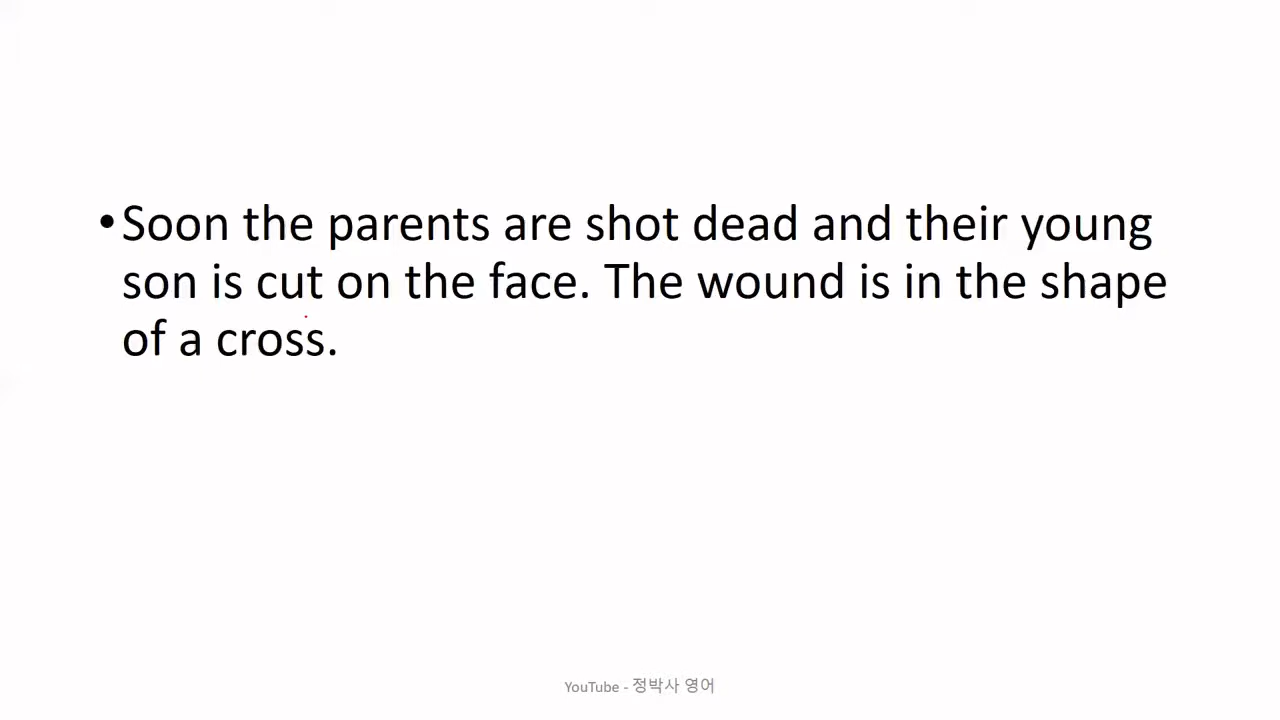 •Soon the parents are shot dead and their young
son is cut on the face. The wound is in the shape
of a cross.
YouTube - 정박사 영어